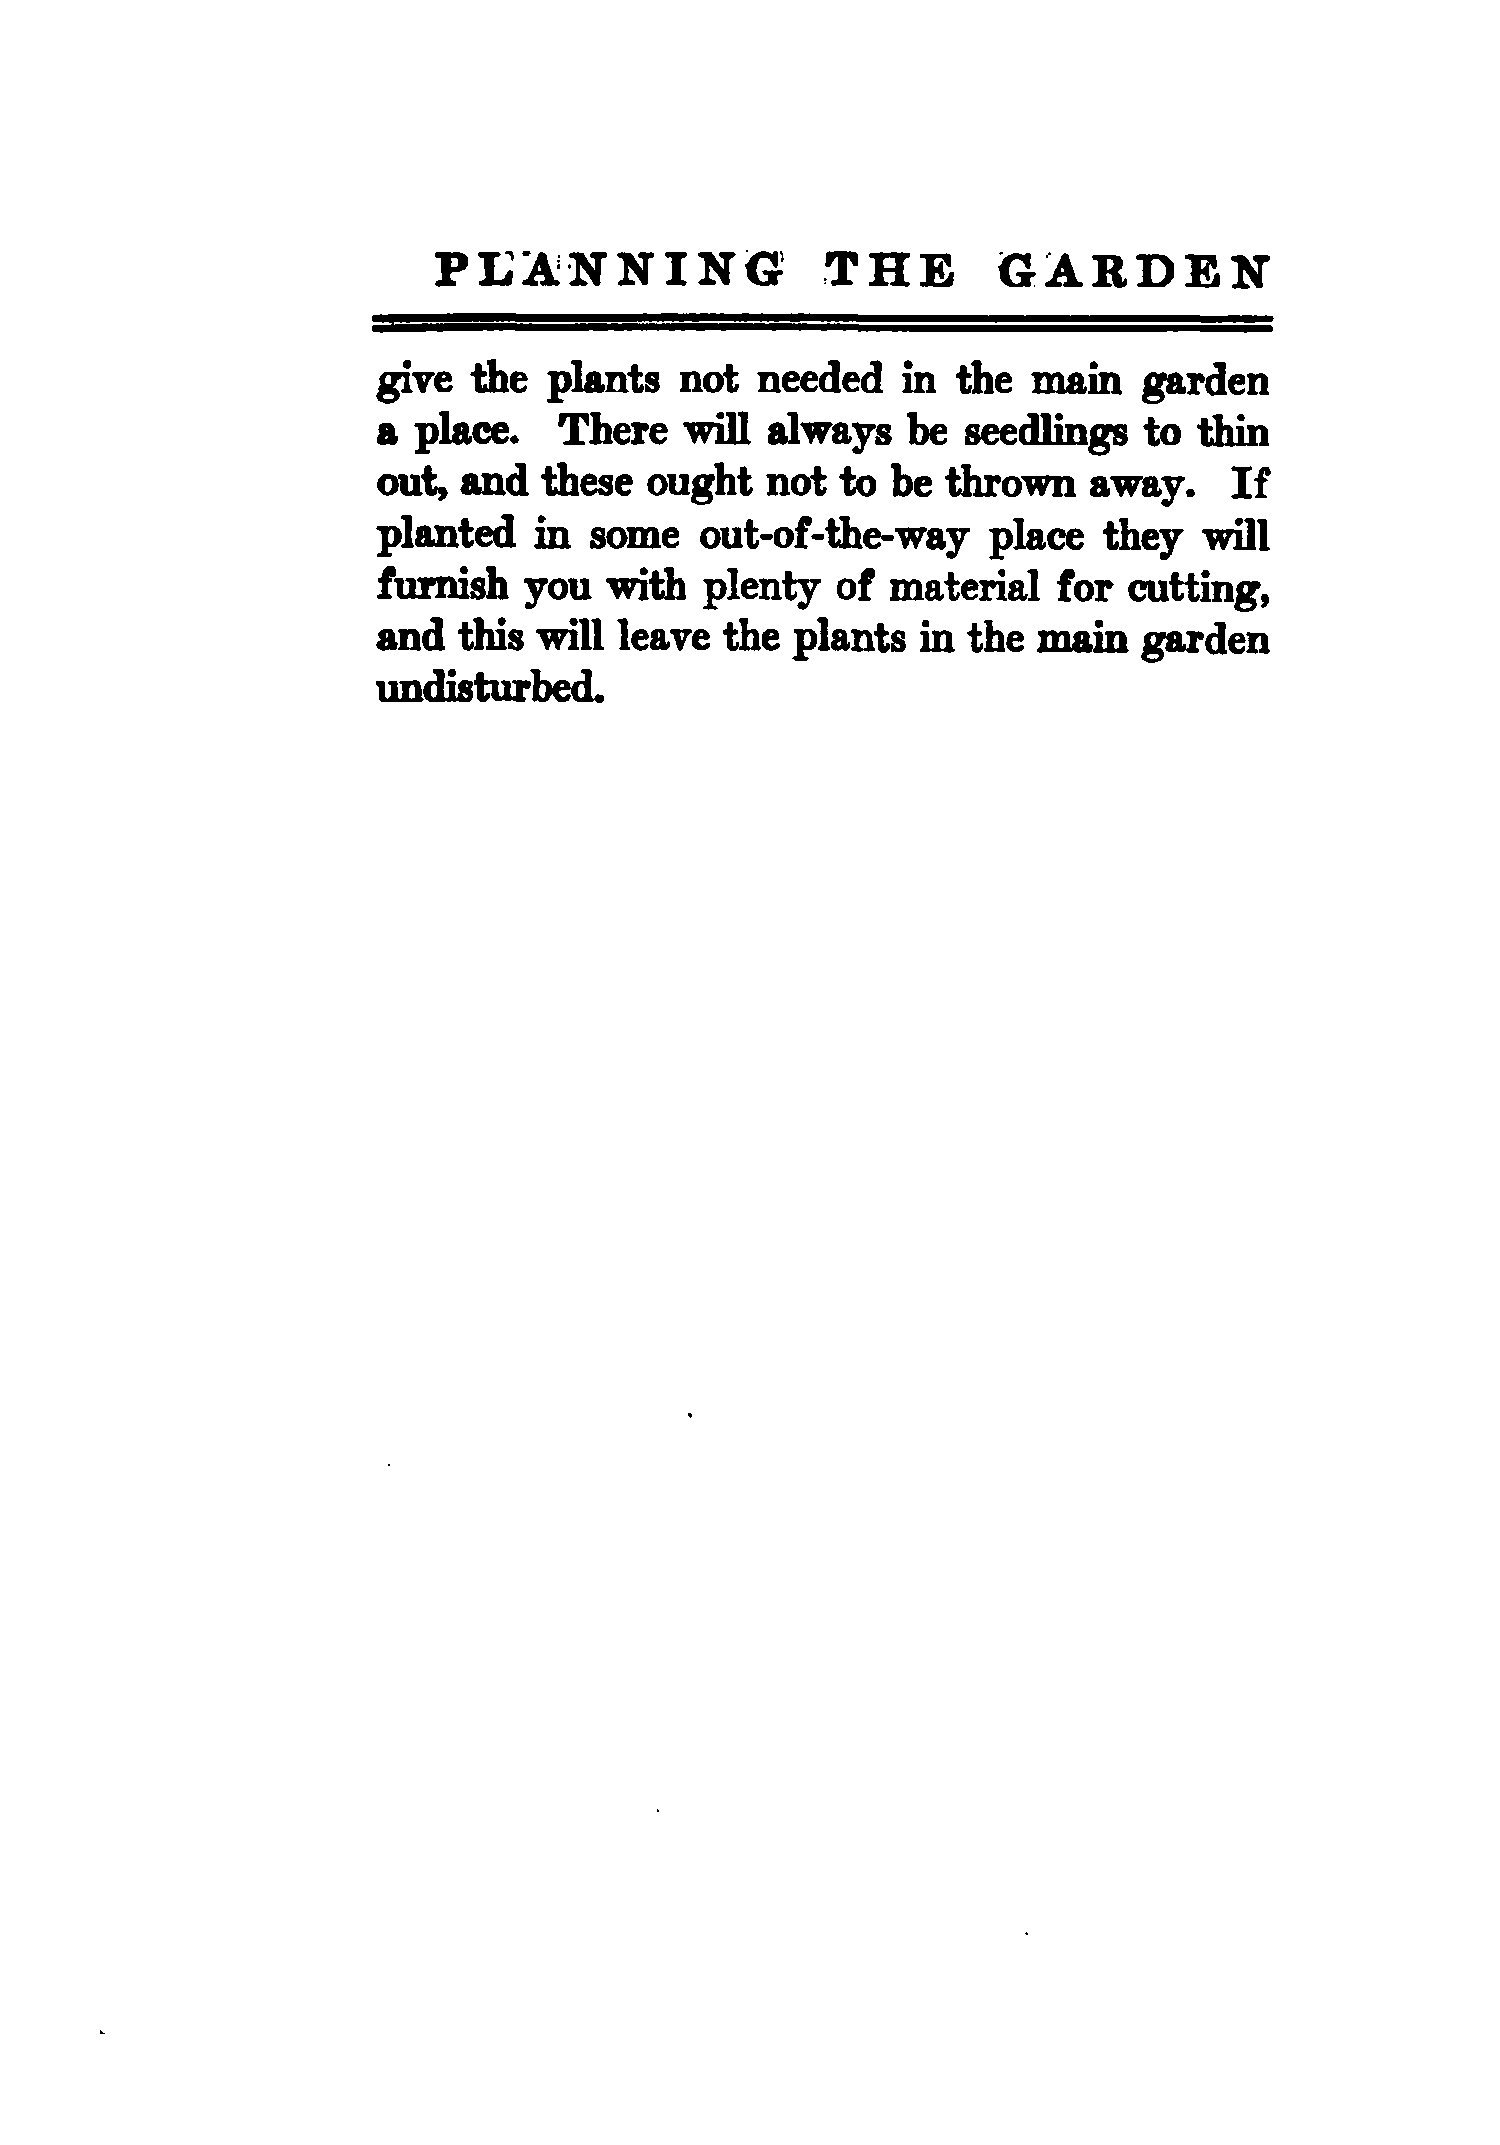 PLANNING THE GARDEN
give the plants not needed in the main garden
a place. There will always be seedlings to thin
out, and these ought not to be thrown away. If
planted in some out-of-the-way place they will
furnish you with plenty of material for cutting,
and this will leave the plants in the main garden
undisturbed.